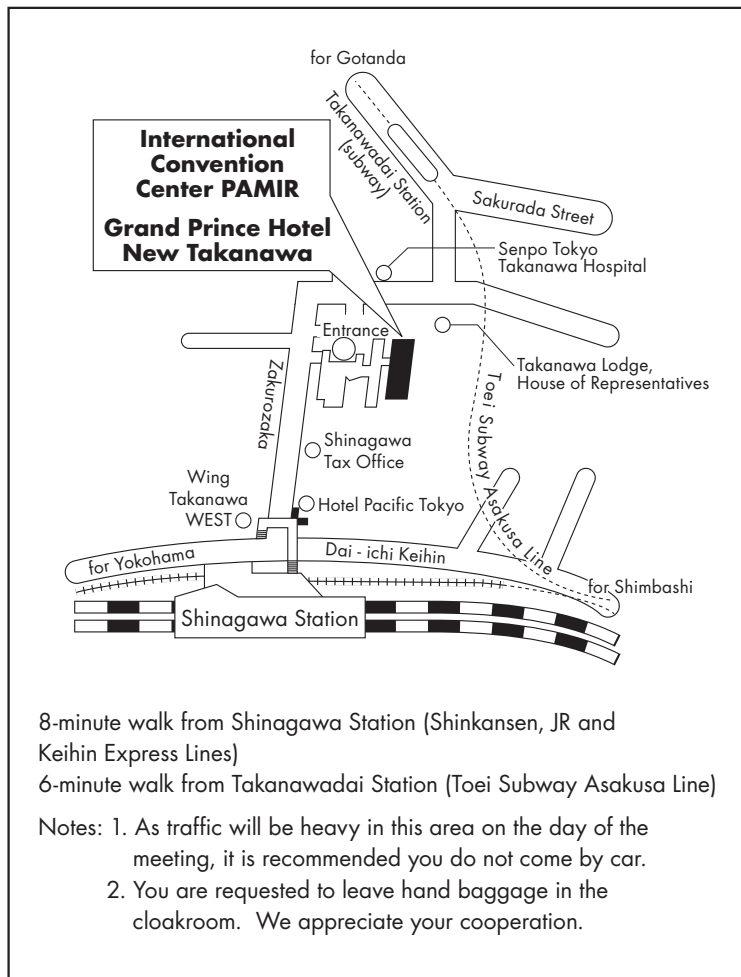 for Gotanda
Takanawadai Station
(subway)
International
Convention
Center PAMIR
Grand Prince Hotel
New Takanawa
Sakurada Street
Senpo Tokyo
Takanawa Hospital
Entrance
Zakurozaka
Takanawa Lodge,
House of Representatives
Toei Subway Asakusa Line
Shinagawa
Tax Office
Wing
Takanawa
WEST
Hotel Pacific Tokyo
for Yokohama
Dai - ichi Keihin
for Shimbashi
Shinagawa Station
8-minute walk from Shinagawa Station (Shinkansen, JR and
Keihin Express Lines)
6-minute walk from Takanawadai Station (Toei Subway Asakusa Line)
Notes: 1. As traffic will be heavy in this area on the day of the
meeting, it is recommended you do not come by car.
2. You are requested to leave hand baggage in the
cloakroom. We appreciate your cooperation.